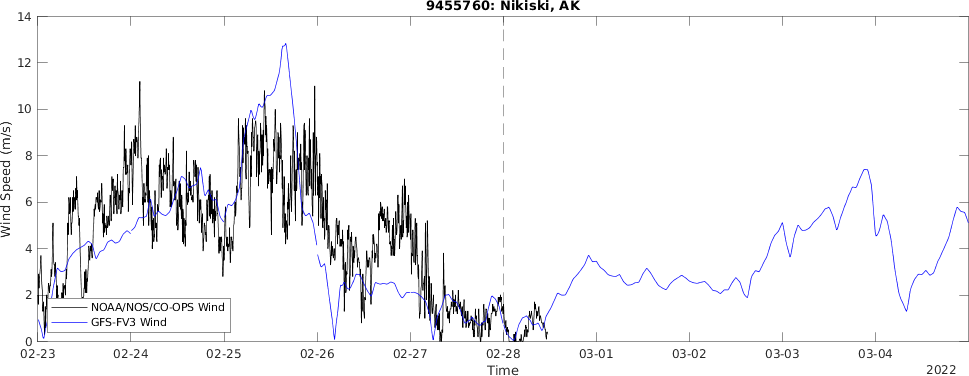 9455760: Nikiski, AK
14
12
10
8
6
4
2
0
Wind Speed (m/s)
NOAA/NOS/CO-OPS Wind
GFS-FV3 Wind
02-23 02-24 02-25 02-26 02-27 02-28 03-01 03-02 03-03 03-04
Time
2022